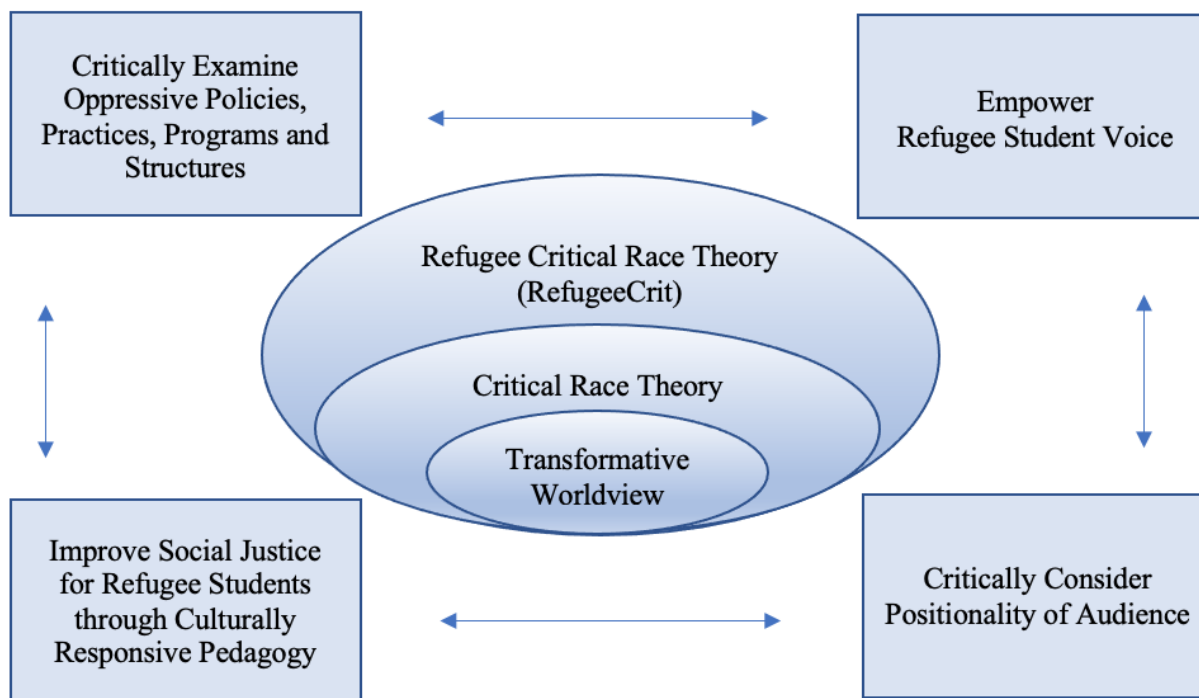 Critically Examine
Oppressive Policies,
Practices, Programs and
Structures
Empower
Refugee Student Voice
Refugee Critical Race Theory
(RefugeeCrit)
Critical Race Theory
Transformative
Worldview
Improve Social Justice
for Refugee Students
through Culturally
Responsive Pedagogy
Critically Consider
Positionality of Audience